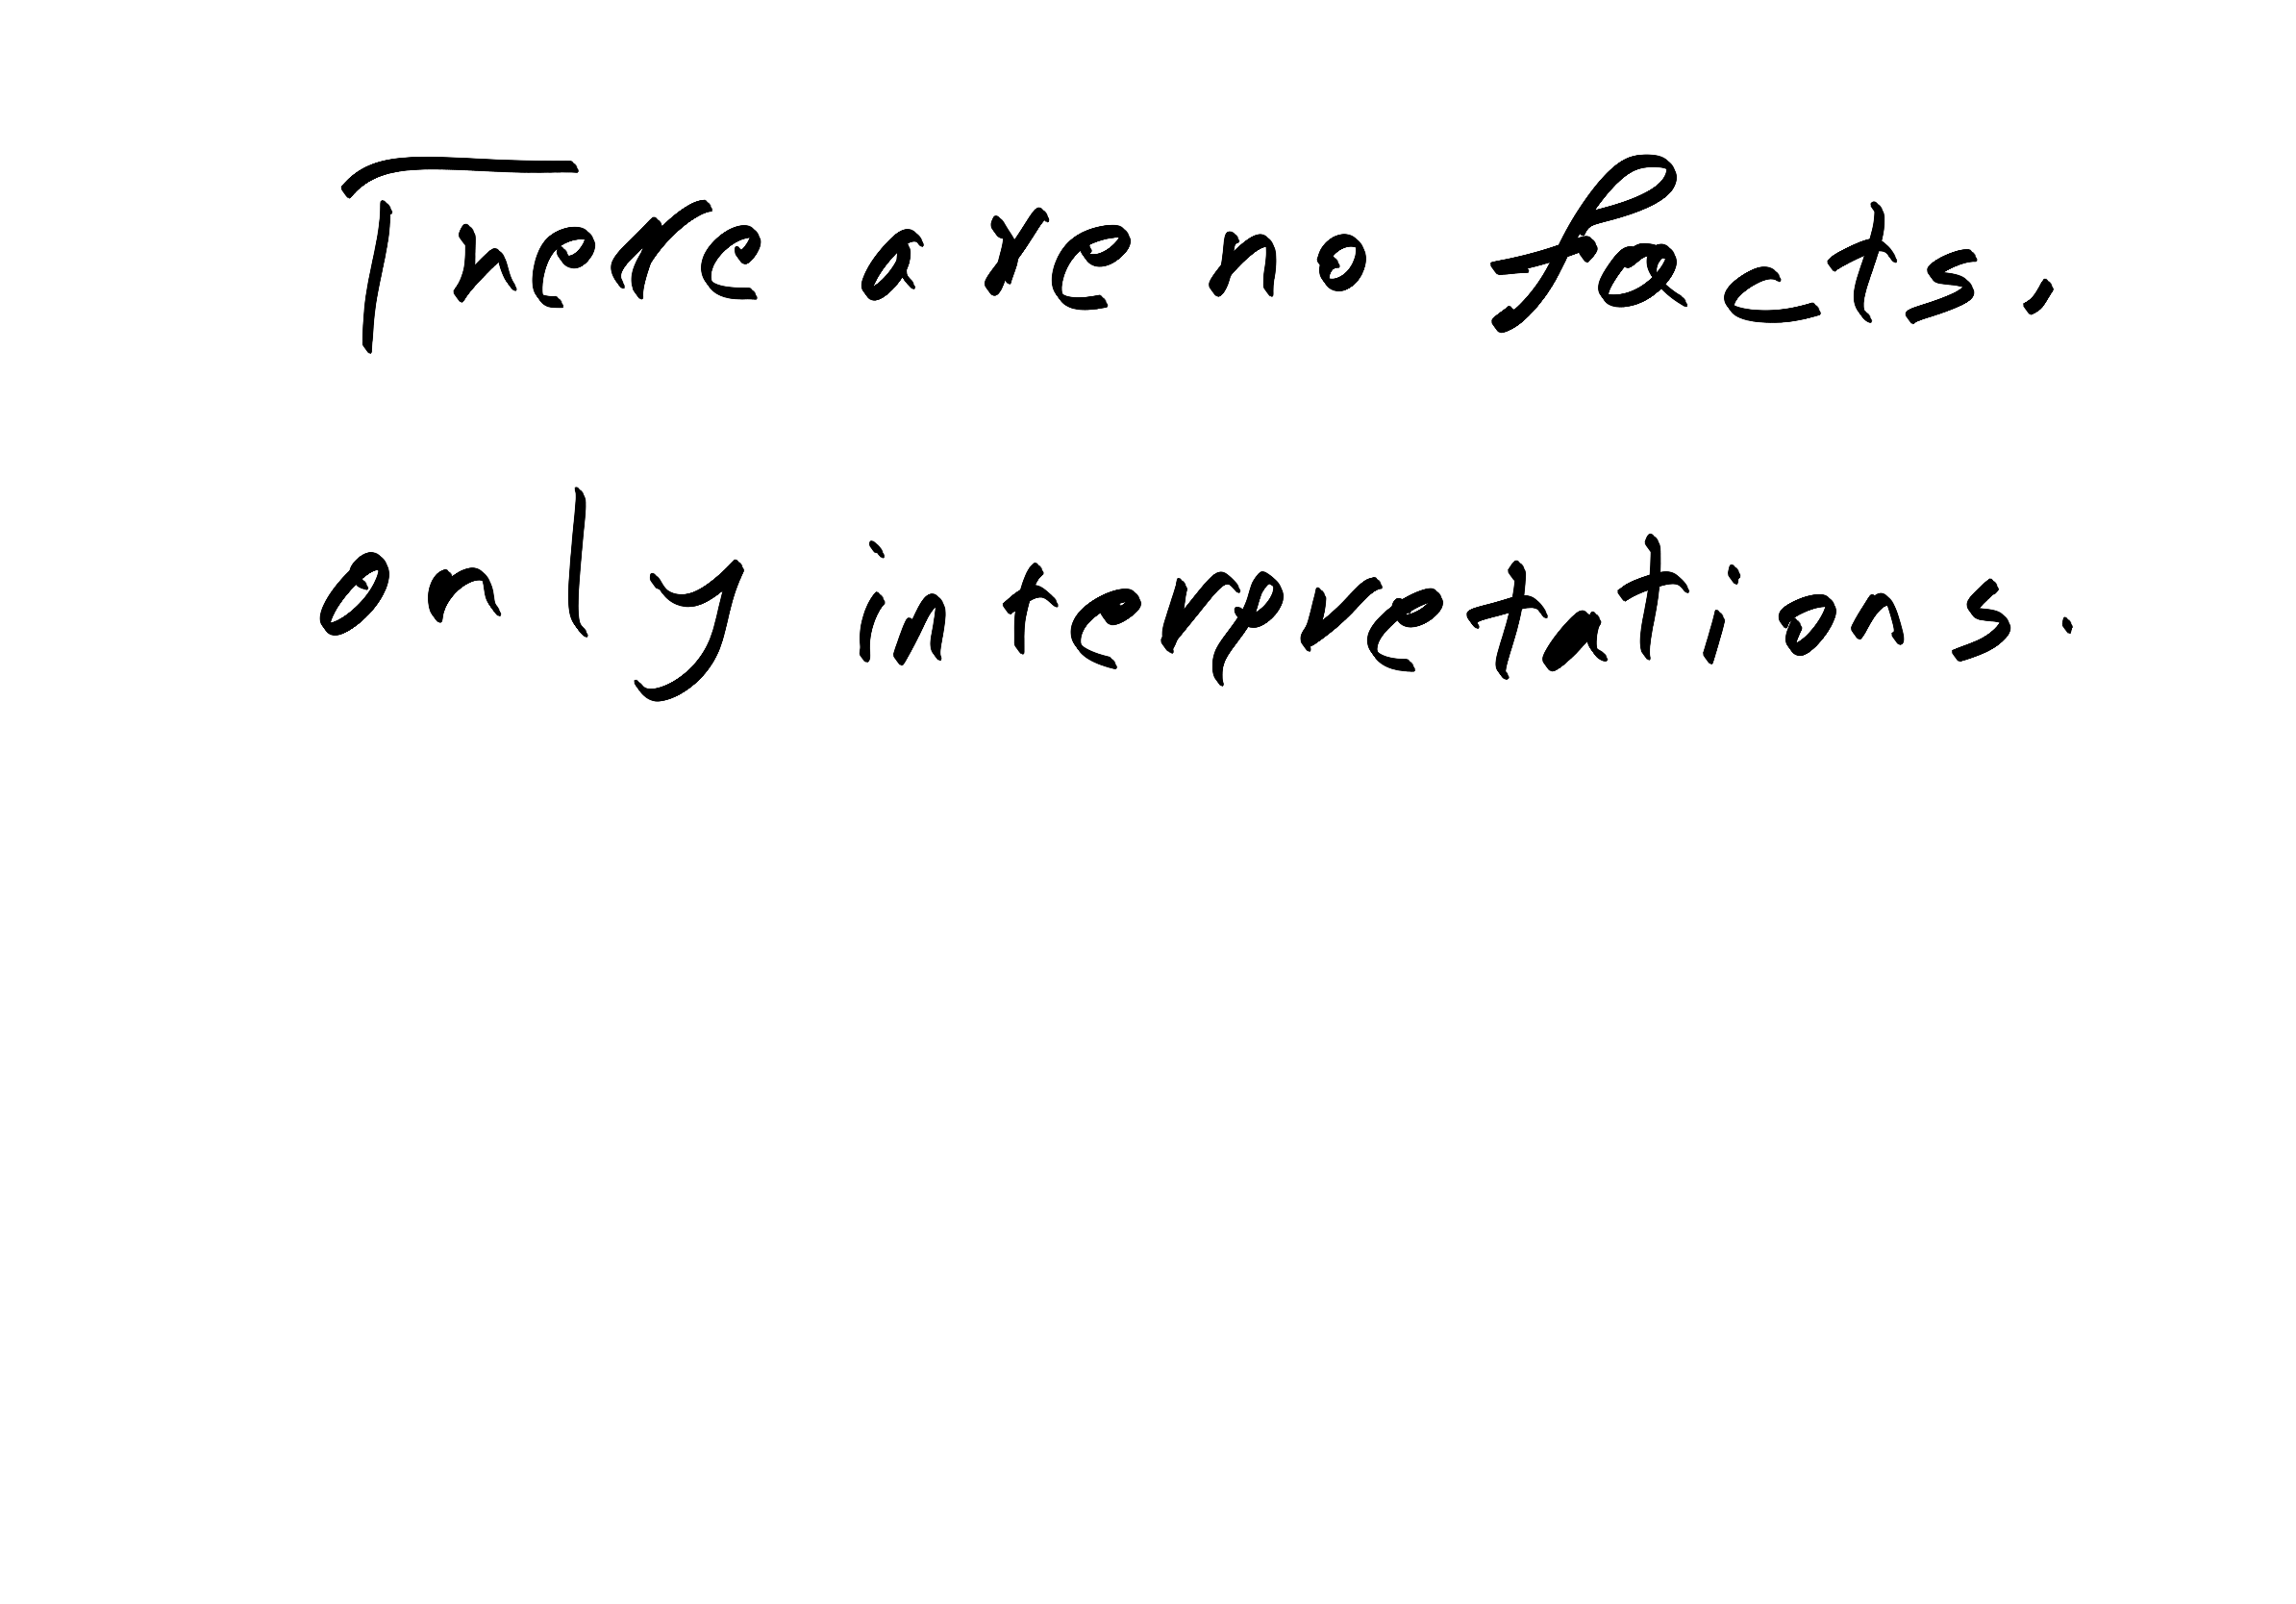 There are no facts,
only interpretations.